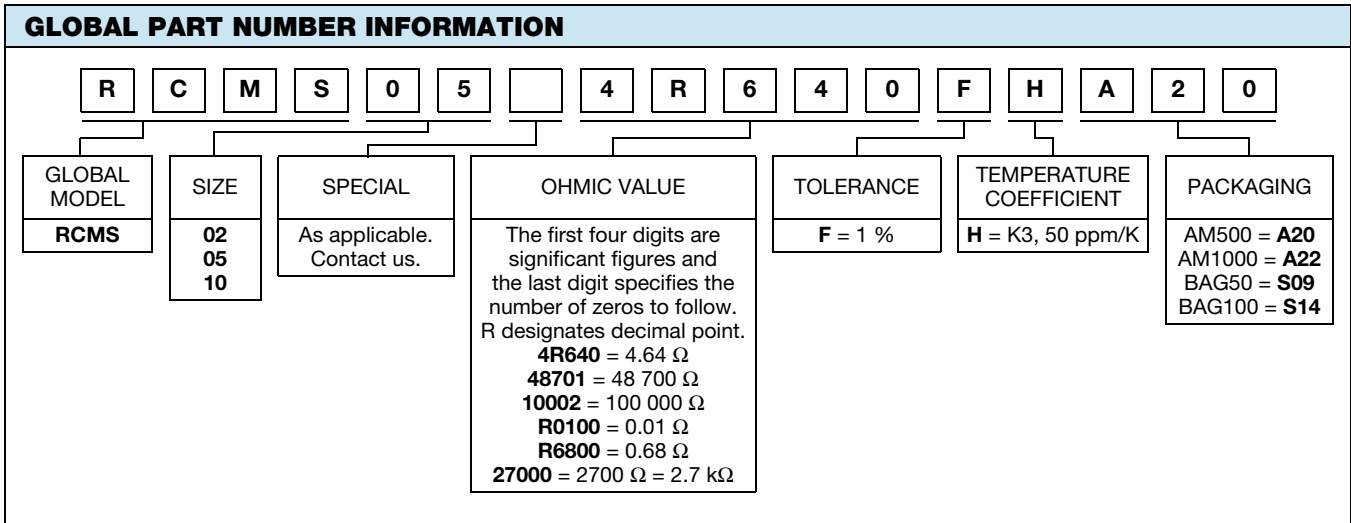 GLOBAL PART NUMBER INFORMATION
R C M S 0 5 4 R 6 4 0 F H A 2 0
GLOBAL
MODEL
RCMS
SIZE
02
05
10
SPECIAL
As applicable.
Contact us.
OHMIC VALUE
The first four digits are
significant figures and
the last digit specifies the
number of zeros to follow.
R designates decimal point.
4R640 = 4.64 Ω
48701 = 48 700 Ω
10002 = 100 000 Ω
R0100 = 0.01 Ω
R6800 = 0.68 Ω
27000 = 2700 Ω = 2.7 kΩ
TOLERANCE
F = 1 %
TEMPERATURE
COEFFICIENT
H = K3, 50 ppm/K
PACKAGING
AM500 = A20
AM1000 = A22
BAG50 = S09
BAG100 = S14